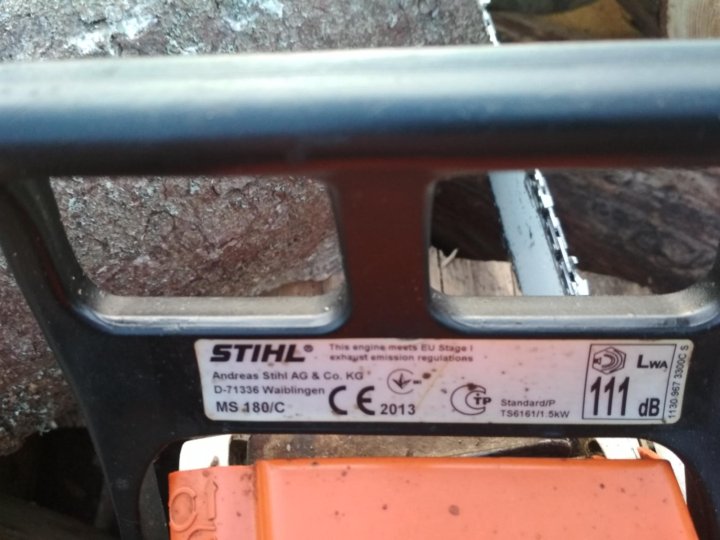 STIHL
This engine meets EU Stage I
exhaust emission regulations
Andreas Stihl AG & Co. KG
D-71336 Waiblingen
MS 180/C
CE 2013
CTP
Standard/P
TS6161/1.5kW
LWA
111 dB
1130 967 3300C S